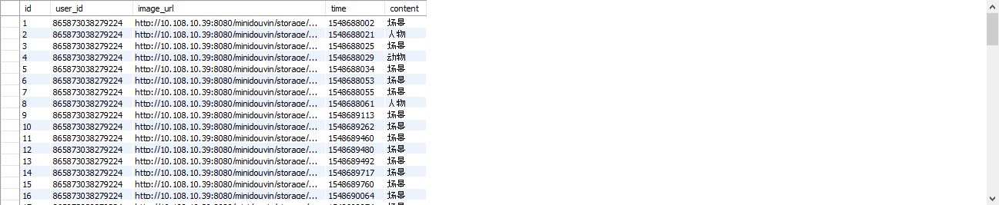 id user_id image_url time content
1 865873038279224 http://10.108.10.39:8080/minidouyin/storage/... 1548688002 场景
2 865873038279224 http://10.108.10.39:8080/minidouyin/storage/... 1548688021 人物
3 865873038279224 http://10.108.10.39:8080/minidouyin/storage/... 1548688025 场景
4 865873038279224 http://10.108.10.39:8080/minidouyin/storage/... 1548688029 动物
5 865873038279224 http://10.108.10.39:8080/minidouyin/storage/... 1548688034 场景
6 865873038279224 http://10.108.10.39:8080/minidouyin/storage/... 1548688053 场景
7 865873038279224 http://10.108.10.39:8080/minidouyin/storage/... 1548688055 场景
8 865873038279224 http://10.108.10.39:8080/minidouyin/storage/... 1548688061 人物
9 865873038279224 http://10.108.10.39:8080/minidouyin/storage/... 1548689113 场景
10 865873038279224 http://10.108.10.39:8080/minidouyin/storage/... 1548689262 场景
11 865873038279224 http://10.108.10.39:8080/minidouyin/storage/... 1548689460 场景
12 865873038279224 http://10.108.10.39:8080/minidouyin/storage/... 1548689480 场景
13 865873038279224 http://10.108.10.39:8080/minidouyin/storage/... 1548689492 场景
14 865873038279224 http://10.108.10.39:8080/minidouyin/storage/... 1548689717 场景
15 865873038279224 http://10.108.10.39:8080/minidouyin/storage/... 1548689760 场景
16 865873038279224 http://10.108.10.39:8080/minidouyin/storage/... 1548690064 场景